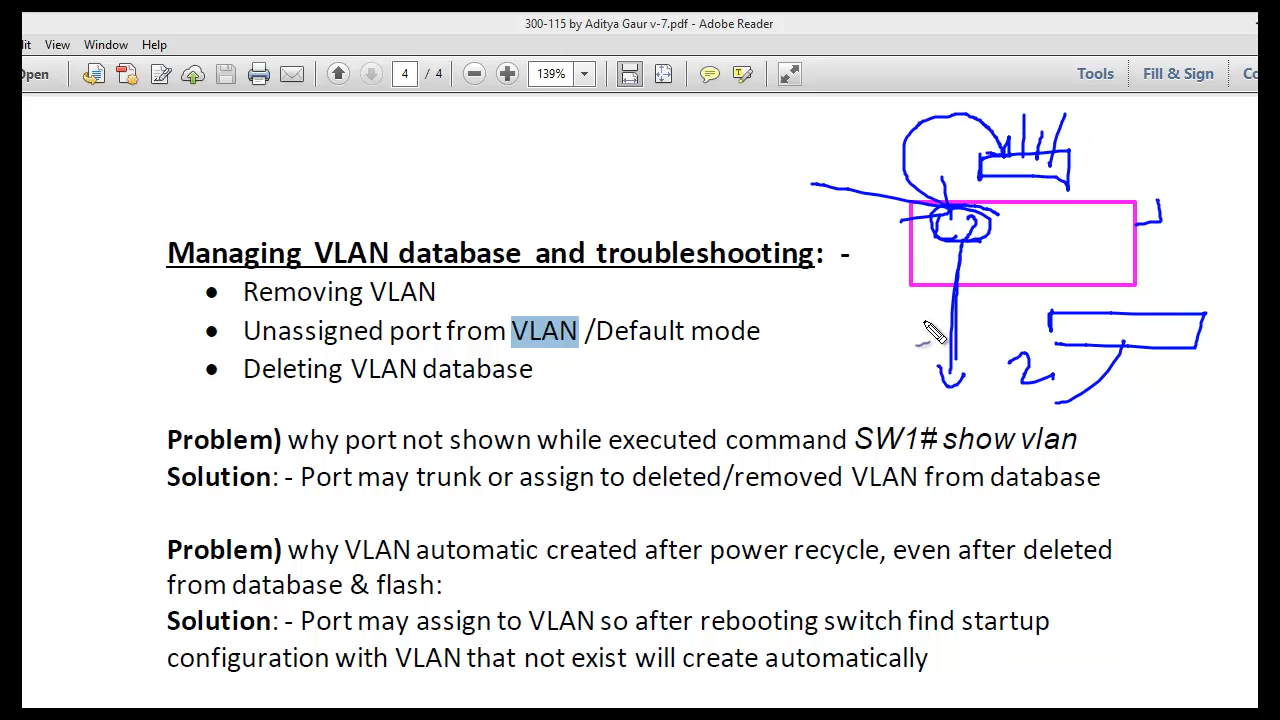 300-115 by Aditya Gaur v-7.pdf - Adobe Reader
it View Window Help
Open 4 / 4 139% Tools Fill & Sign Co
Managing VLAN database and troubleshooting: -
• Removing VLAN
• Unassigned port from VLAN /Default mode
• Deleting VLAN database
2
Problem) why port not shown while executed command SW1# show vlan
Solution: - Port may trunk or assign to deleted/removed VLAN from database
Problem) why VLAN automatic created after power recycle, even after deleted
from database & flash:
Solution: - Port may assign to VLAN so after rebooting switch find startup
configuration with VLAN that not exist will create automatically